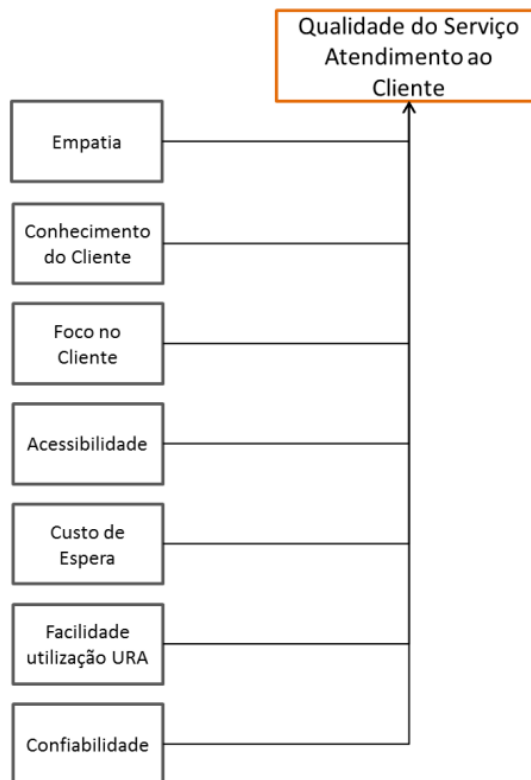 Qualidade do Serviço
Atendimento ao
Cliente
Empatia
Conhecimento
do Cliente
Foco no
Cliente
Acessibilidade
Custo de
Espera
Facilidade
utilização URA
Confiabilidade